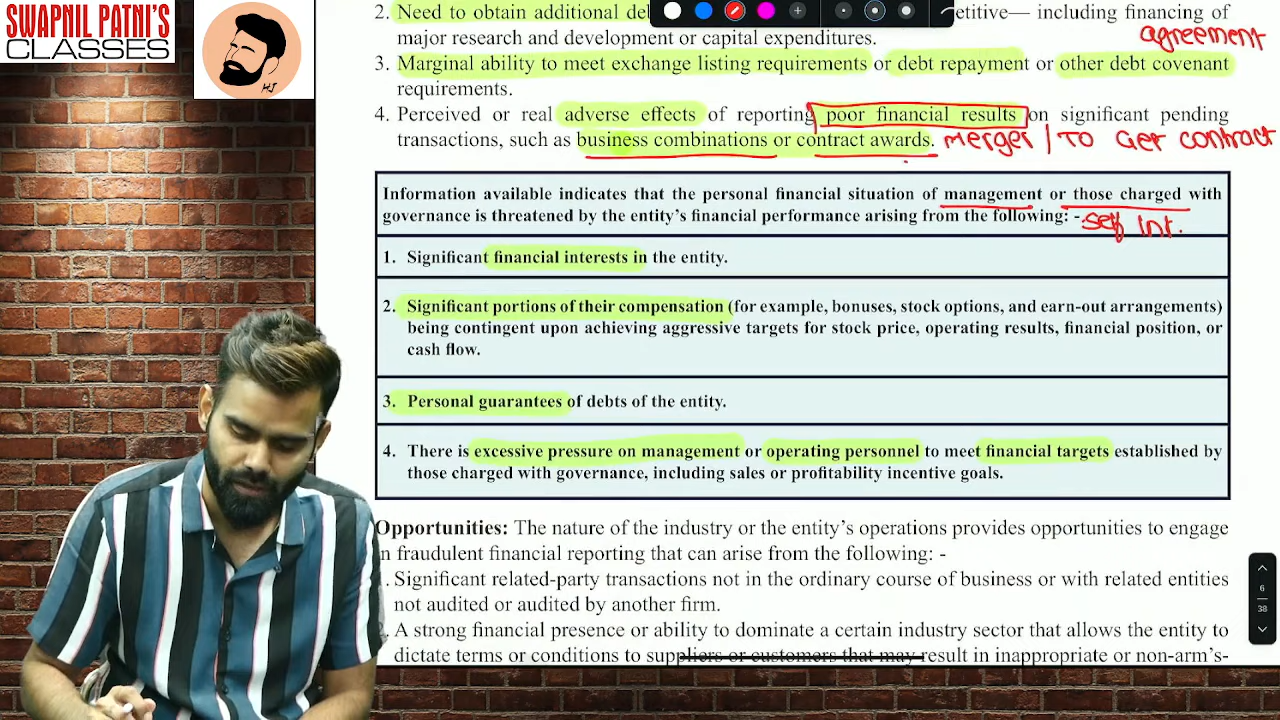 SWAPNIL PATNI'S
CLASSES
HJ
2. Need to obtain additional de etitive— including financing of
major research and development or capital expenditures.
agreement
3. Marginal ability to meet exchange listing requirements or debt repayment or other debt covenant
requirements.
4. Perceived or real adverse effects of reporting poor financial results on significant pending
transactions, such as business combinations or contract awards. Merger / To Get contract
Information available indicates that the personal financial situation of management or those charged with
governance is threatened by the entity's financial performance arising from the following: -
self Int.
1. Significant financial interests in the entity.
2. Significant portions of their compensation (for example, bonuses, stock options, and earn-out arrangements)
being contingent upon achieving aggressive targets for stock price, operating results, financial position, or
cash flow.
3. Personal guarantees of debts of the entity.
4. There is excessive pressure on management or operating personnel to meet financial targets established by
those charged with governance, including sales or profitability incentive goals.
Opportunities: The nature of the industry or the entity's operations provides opportunities to engage
n fraudulent financial reporting that can arise from the following: -
. Significant related-party transactions not in the ordinary course of business or with related entities
not audited or audited by another firm.
. A strong financial presence or ability to dominate a certain industry sector that allows the entity to
dictate terms or conditions to suppliers or customers that may result in inappropriate or non-arm's-
6
38